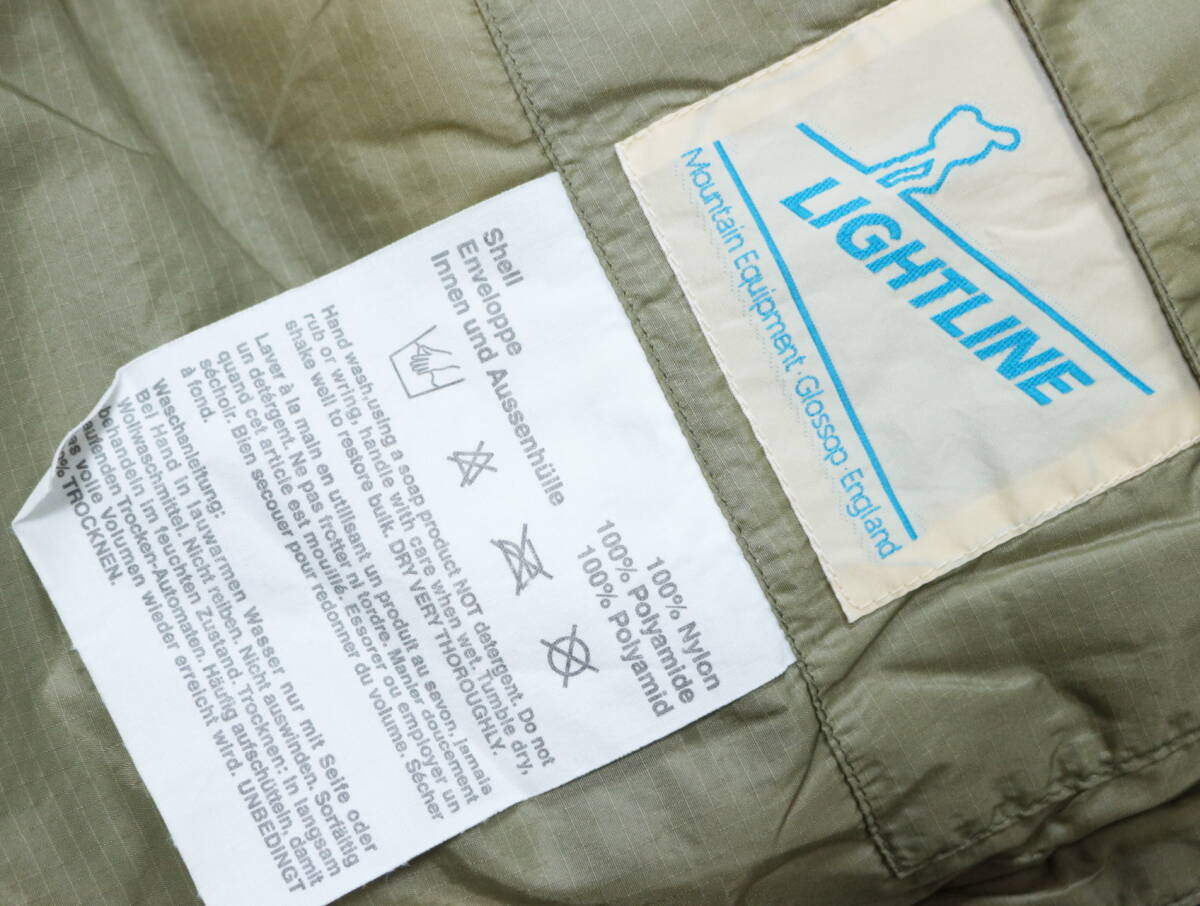 LIGHTLINE
Mountain Equipment·Glossop·England
Shell 100% Nylon
Enveloppe 100% Polyamide
Innen und Aussenhülle 100% Polyamid
Hand wash, using a soap product NOT detergent. Do not
rub or wring, handle with care when wet. Tumble dry,
shake well to restore bulk. DRY VERY THOROUGHLY.
Laver à la main en utilisant un produit au savon, jamais
un detérgent. Ne pas frotter ni tordre. Manier doucement
quand cet article est mouillé. Essorer ou employer un
séchoir. Bien secouer pour redonner du volume. Sécher
à fond.
Waschanleitung:
Bei Hand in lauwarmen Wasser nur mit Seife oder
Wollwaschmittel. Nicht reiben. Nicht auswinden. Sorfältig
behandeln im feuchten Zustand Trocknen: In langsam
laufenden Trocken-Automaten. Häufig aufschütteln, damit
volle Volumen wieder erreicht wird. UNBEDINGT
TROCKNEN.